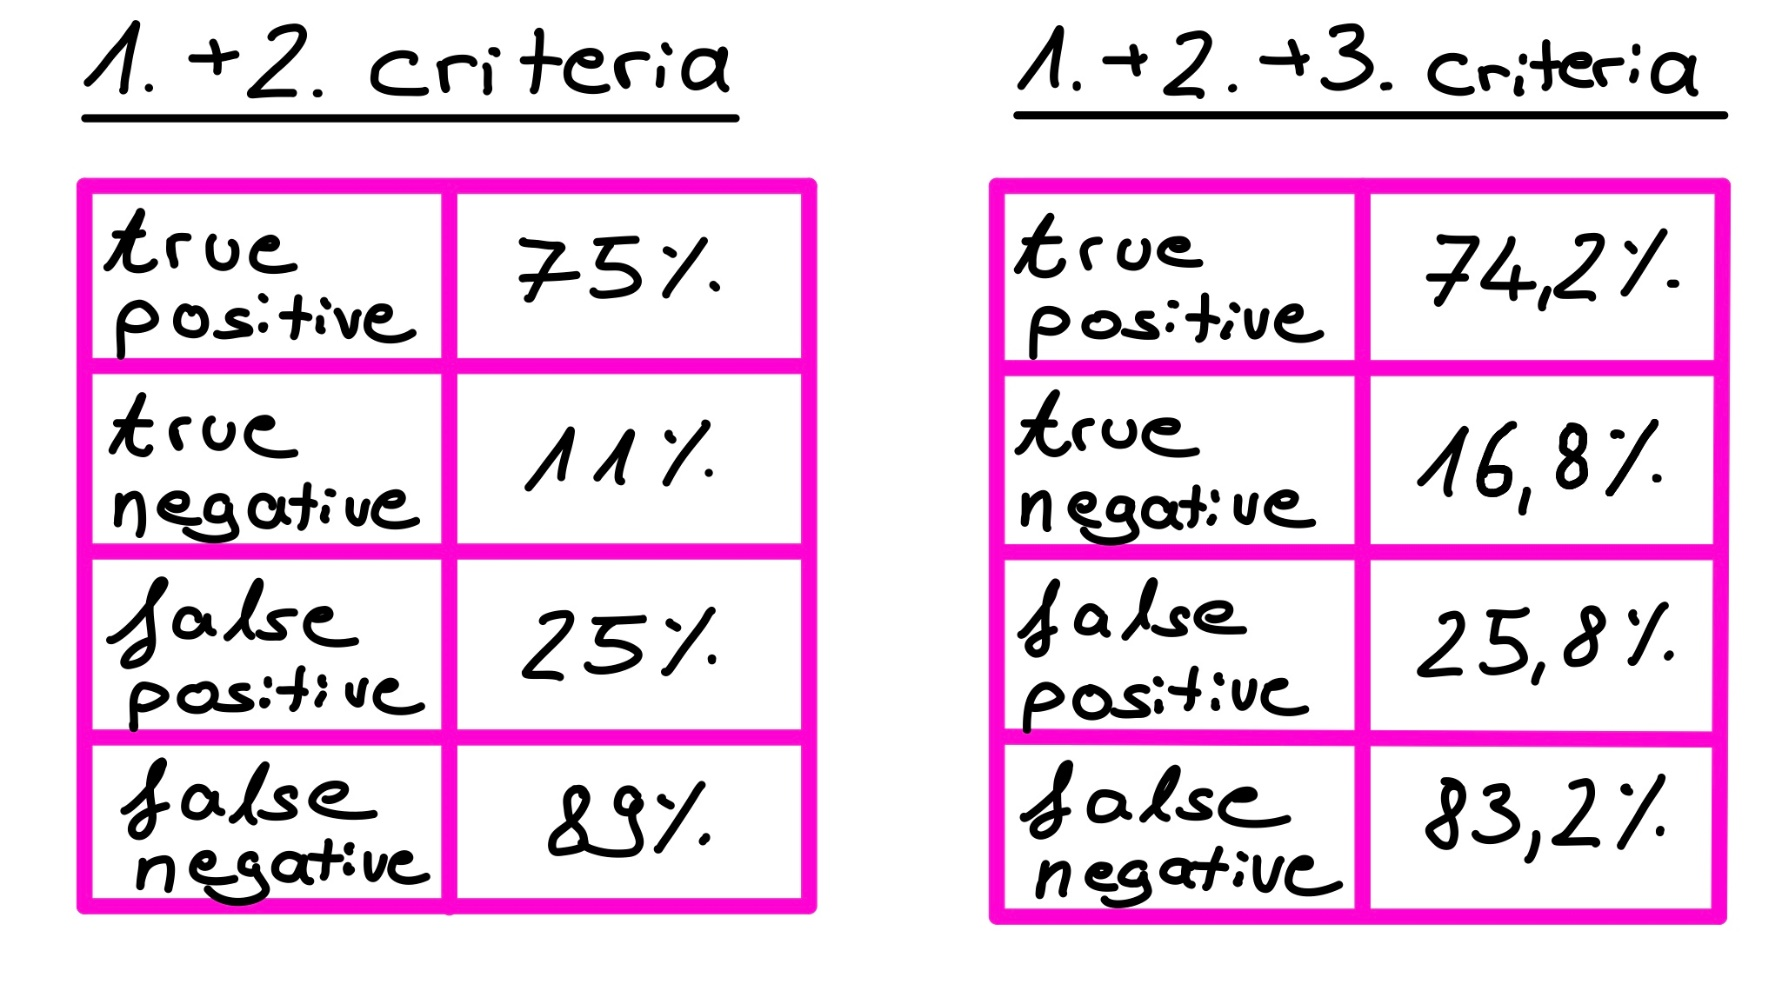 1. +2. criteria
true
positive
75%
true
negative
11%
false
positive
25%
false
negative
89%
1. +2. +3. criteria
true
positive
74,2%
true
negative
16,8%
false
positive
25,8%
false
negative
83,2%